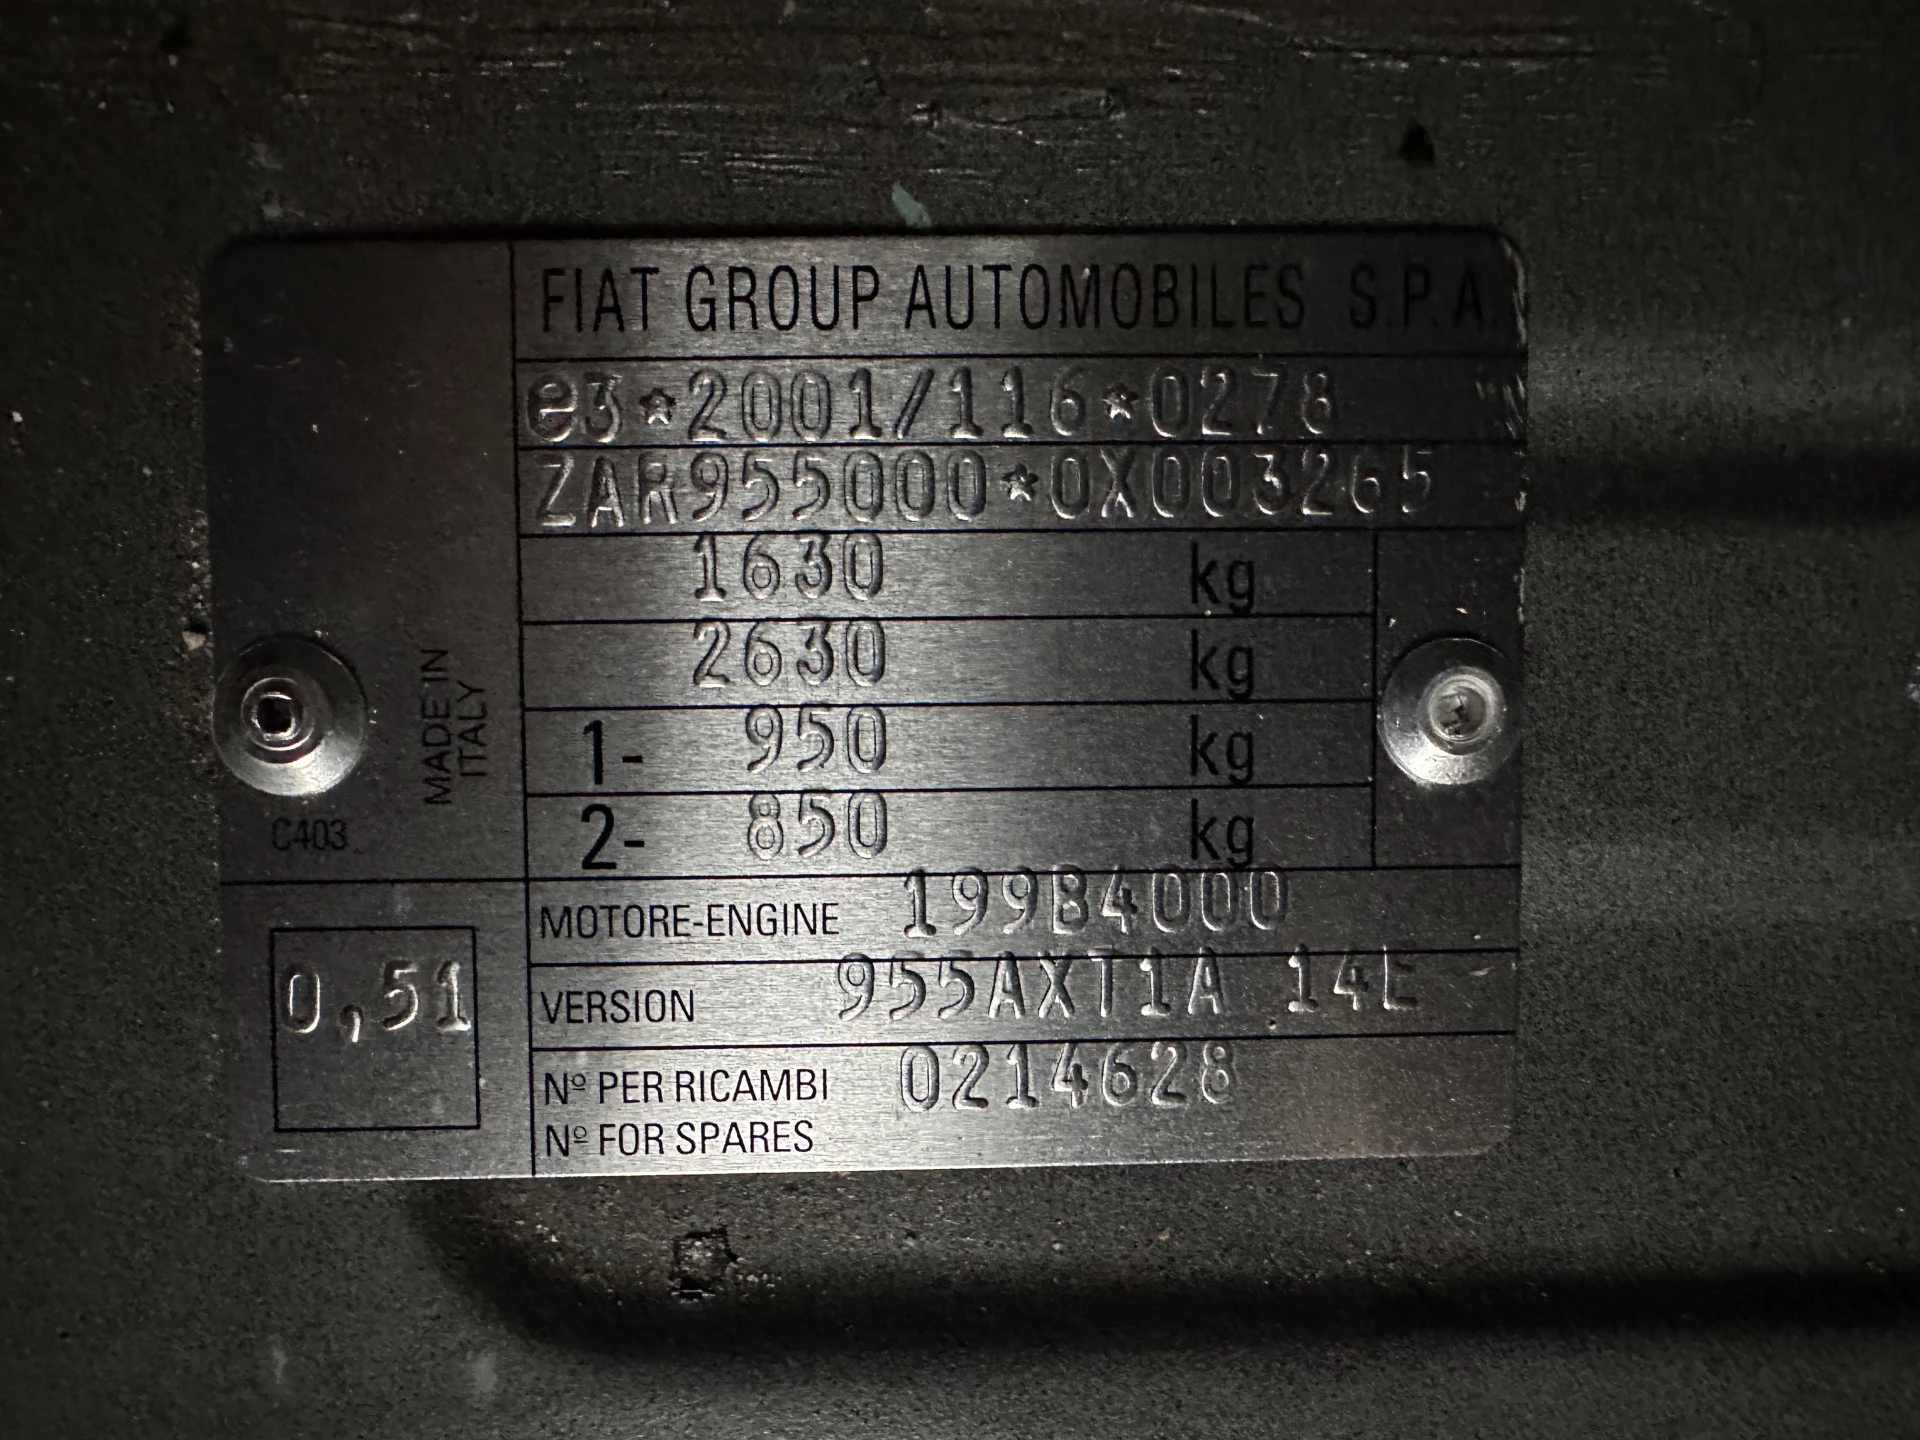 FIAT GROUP AUTOMOBILES S.P.A.
e3*2001/116*0278
ZAR955000*0X003265
1630 kg
2630 kg
1- 950 kg
2- 850 kg
MADE IN
ITALY
C403
MOTORE-ENGINE 199B4000
0,51
VERSION 955AXT1A 14E
Nº PER RICAMBI 0214628
Nº FOR SPARES